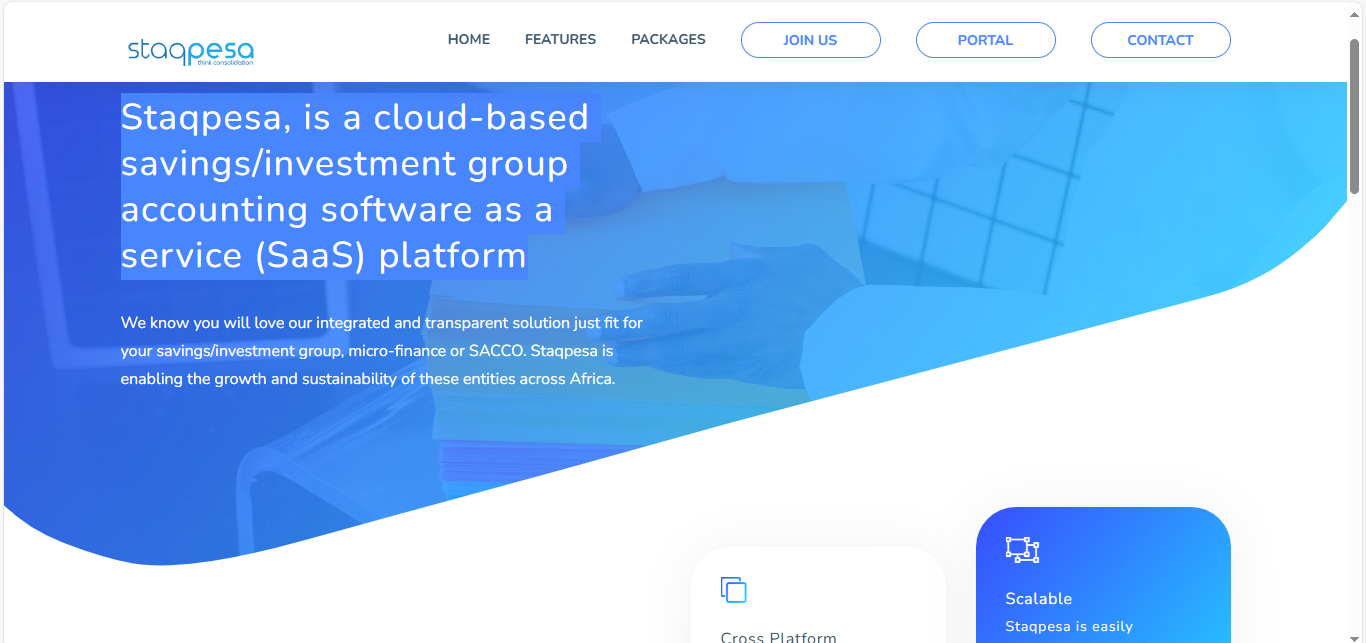 staqpesa
think consolidation
HOME
FEATURES
PACKAGES
JOIN US
PORTAL
CONTACT
Staqpesa, is a cloud-based
savings/investment group
accounting software as a
service (SaaS) platform
We know you will love our integrated and transparent solution just fit for
your savings/investment group, micro-finance or SACCO. Staqpesa is
enabling the growth and sustainability of these entities across Africa.
Cross Platform
Scalable
Staqpesa is easily